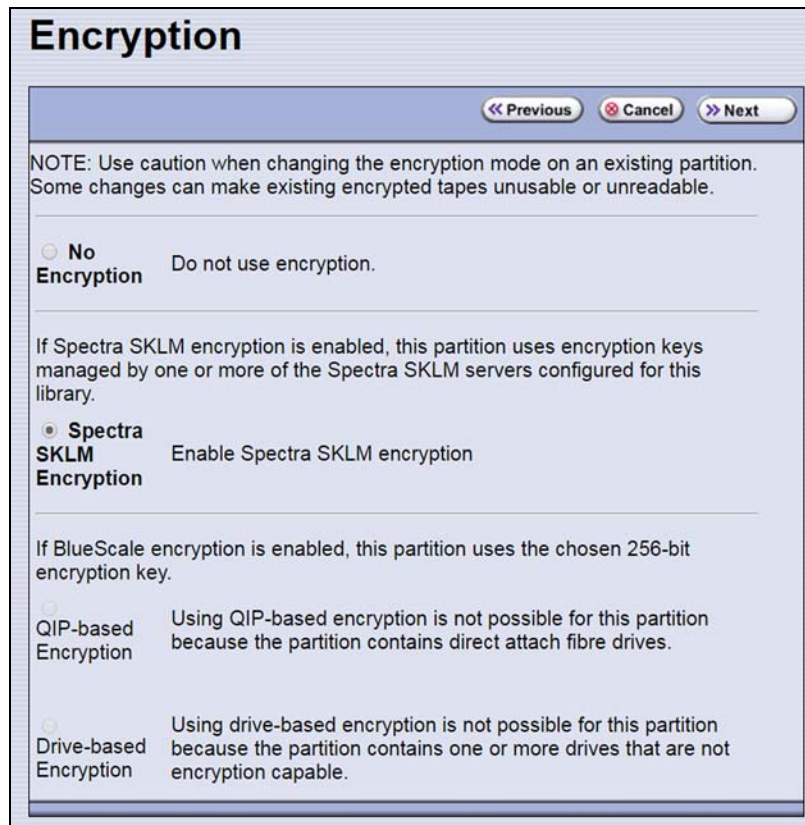 Encryption
Previous Cancel Next
NOTE: Use caution when changing the encryption mode on an existing partition.
Some changes can make existing encrypted tapes unusable or unreadable.
No
Encryption
Do not use encryption.
If Spectra SKLM encryption is enabled, this partition uses encryption keys
managed by one or more of the Spectra SKLM servers configured for this
library.
Spectra
SKLM
Encryption
Enable Spectra SKLM encryption
If BlueScale encryption is enabled, this partition uses the chosen 256-bit
encryption key.
QIP-based
Encryption
Using QIP-based encryption is not possible for this partition
because the partition contains direct attach fibre drives.
Drive-based
Encryption
Using drive-based encryption is not possible for this partition
because the partition contains one or more drives that are not
encryption capable.